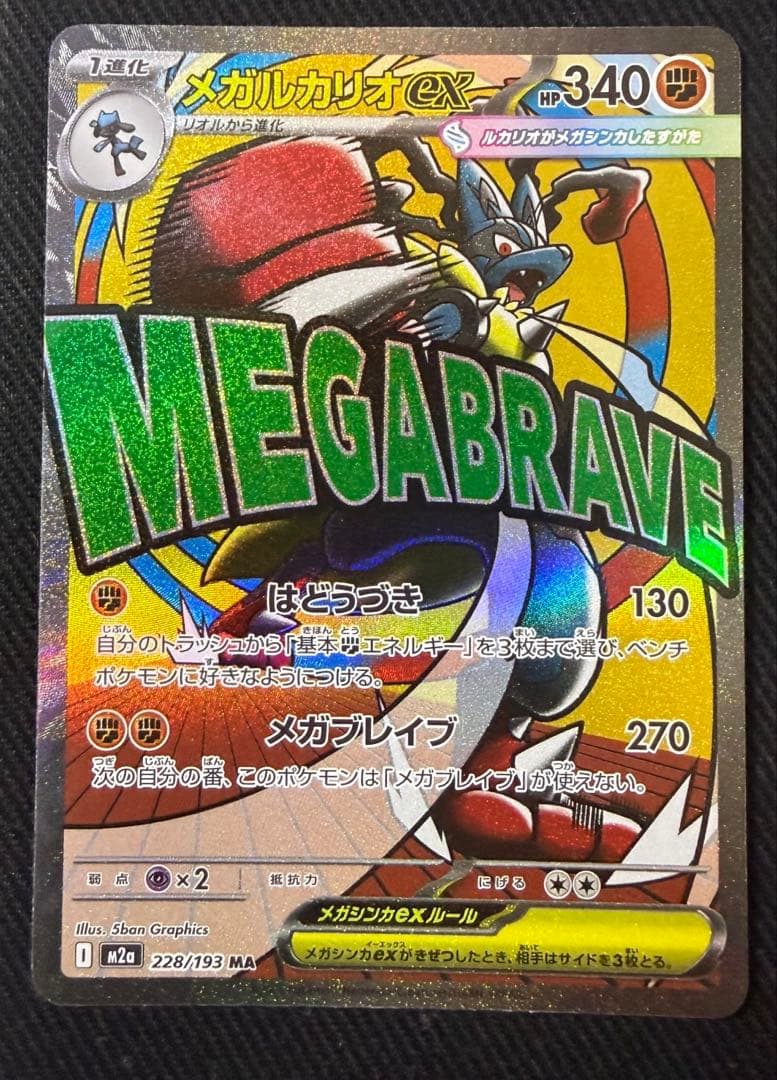 1進化
メガルカリオex
HP340
リオルから進化
ルカリオがメガシンカしたすがた
MEGABRAVE
はどうづき 130
自分のトラッシュから「基本エネルギー」を3枚まで選び、ベンチ
ポケモンに好きなようにつける。
メガブレイブ 270
次の自分の番、このポケモンは「メガブレイブ」が使えない。
弱点 ×2 抵抗力 にげる
Illus. 5ban Graphics
メガシンカexルール
I m2a 228/193 MA
メガシンカexがきぜつしたとき、相手はサイドを3枚とる。